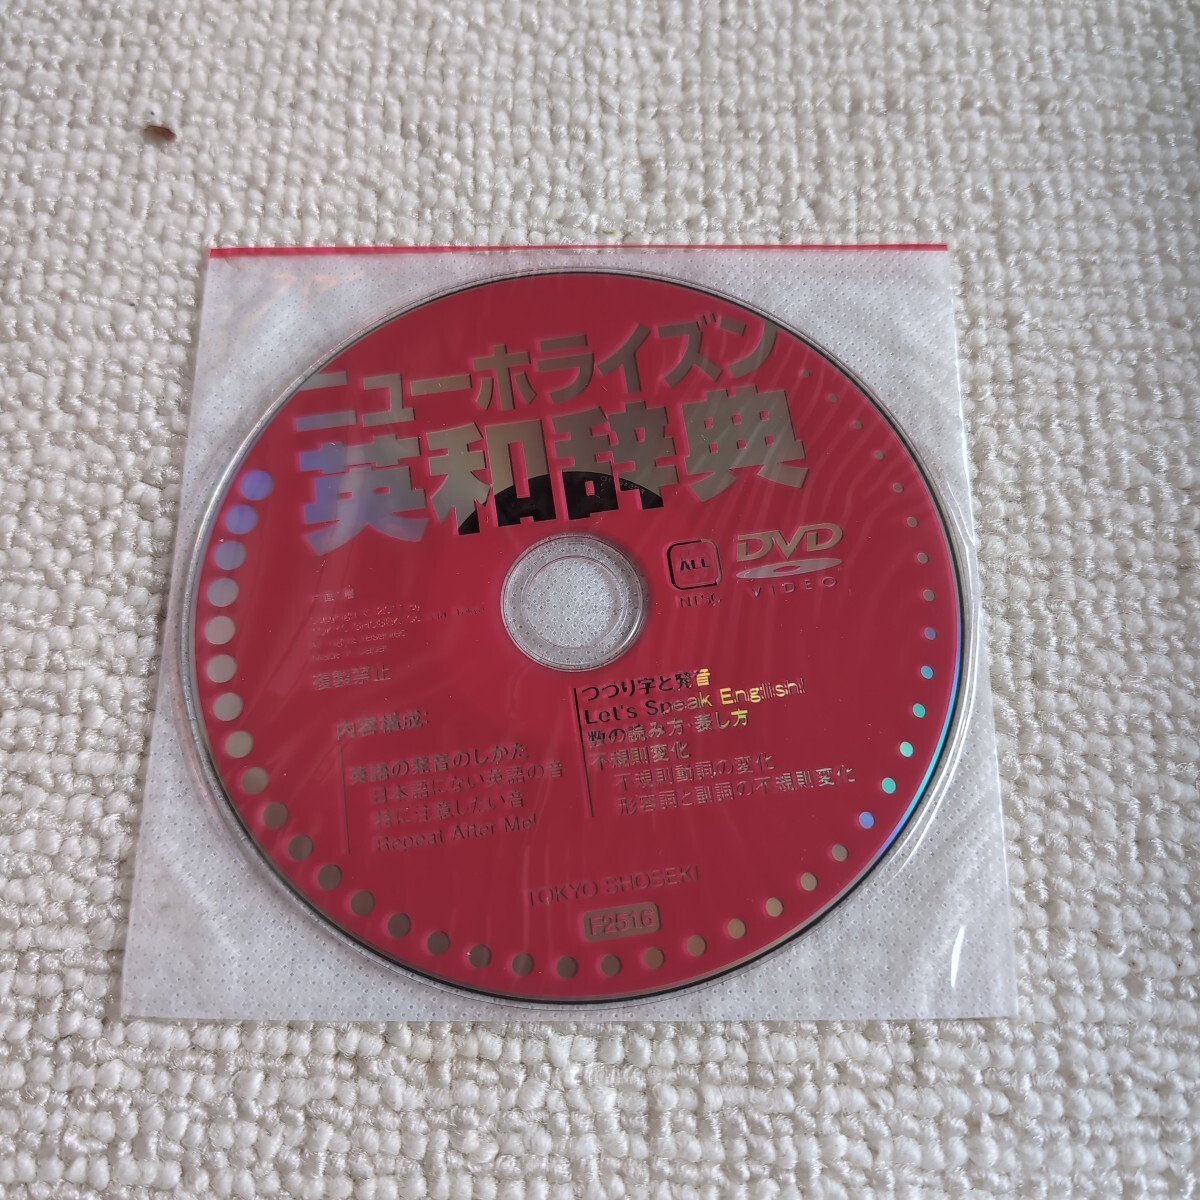 ニューホライズン
英和辞典
ALL
NTSC
DVD
VIDEO
複製禁止
内容構成:
英語の発音のしかた
日本語にない英語の音
特に注意したい音
Repeat After Me!
つづり字と発音
Let's Speak English!
数の読み方・表し方
不規則変化
不規則動詞の変化
形容詞と副詞の不規則変化
TOKYO SHOSEKI
F2516